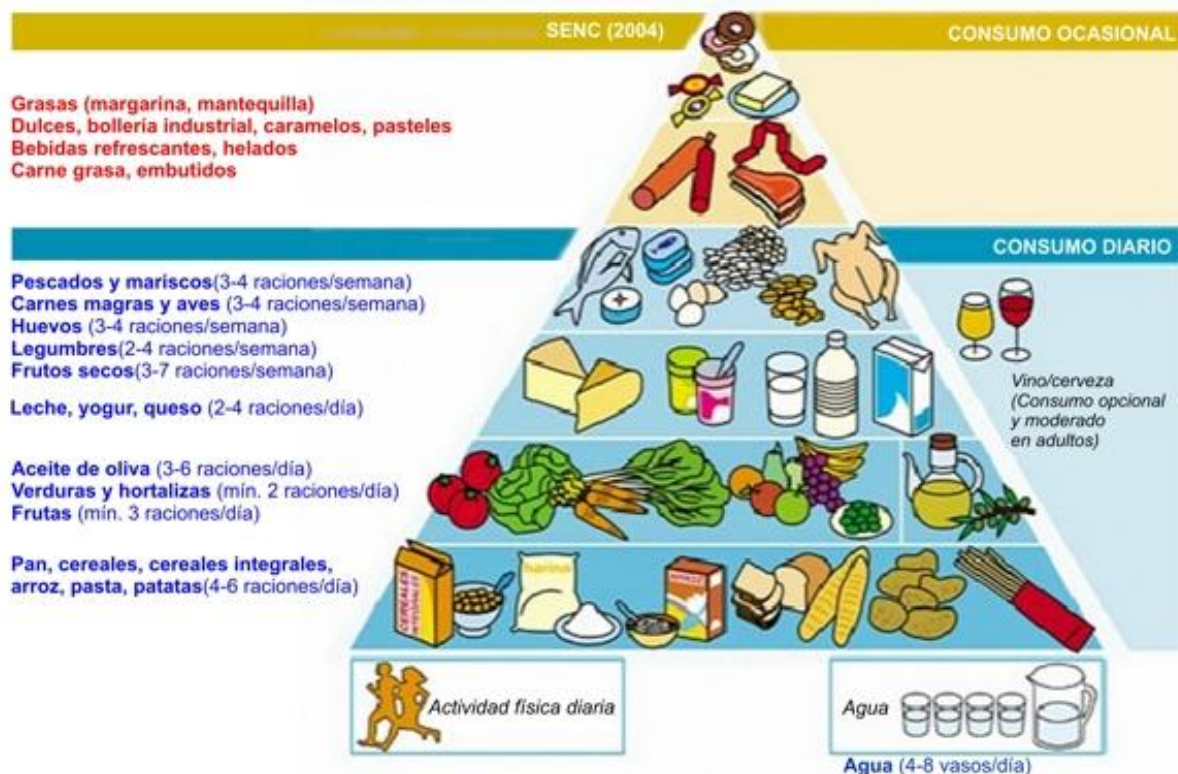 SENC (2004)
CONSUMO OCASIONAL
Grasas (margarina, mantequilla)
Dulces, bollería industrial, caramelos, pasteles
Bebidas refrescantes, helados
Carne grasa, embutidos
CONSUMO DIARIO
Pescados y mariscos(3-4 raciones/semana)
Carnes magras y aves (3-4 raciones/semana)
Huevos (3-4 raciones/semana)
Legumbres(2-4 raciones/semana)
Frutos secos(3-7 raciones/semana)
Leche, yogur, queso (2-4 raciones/día)
Vino/cerveza
(Consumo opcional
y moderado
en adultos)
Aceite de oliva (3-6 raciones/día)
Verduras y hortalizas (mín. 2 raciones/día)
Frutas (mín. 3 raciones/día)
Pan, cereales, cereales integrales,
arroz, pasta, patatas(4-6 raciones/día)
CEREALES
INTEGRALES
harina
ARROZ
Actividad física diaria
Agua
Agua (4-8 vasos/día)